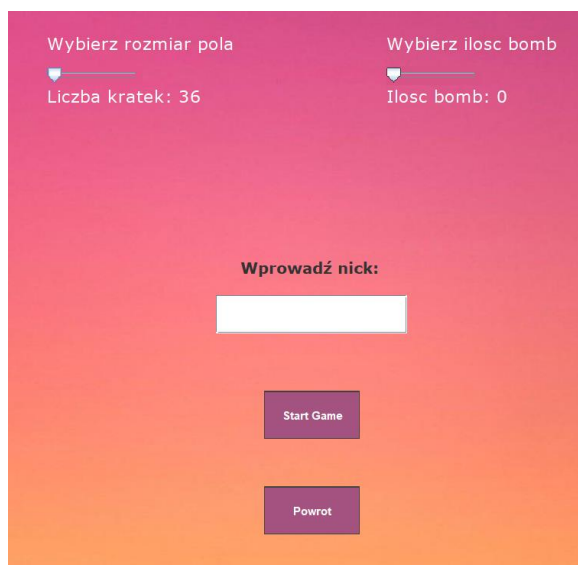 Wybierz rozmiar pola
Wybierz ilosc bomb
Liczba kratek: 36
Ilosc bomb: 0
Wprowadź nick:
Start Game
Powrot